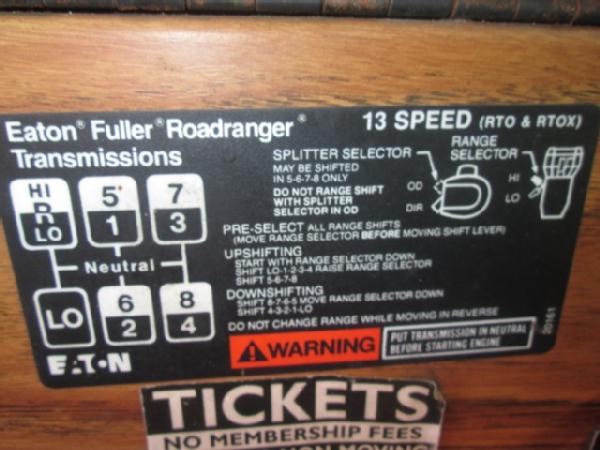 Eaton® Fuller® Roadranger®
Transmissions
13 SPEED (RTO & RTOX)
SPLITTER SELECTOR
MAY BE SHIFTED
IN 5-6-7-8 ONLY
DO NOT RANGE SHIFT
WITH SPLITTER
SELECTOR IN OD
OD
DIR
RANGE
SELECTOR
HI
LO
HI
R
LO
5
1
7
3
Neutral
LO
6
2
8
4
PRE-SELECT ALL RANGE SHIFTS
(MOVE RANGE SELECTOR BEFORE MOVING SHIFT LEVER)
UPSHIFTING
START WITH RANGE SELECTOR DOWN
SHIFT LO-1-2-3-4 RAISE RANGE SELECTOR
SHIFT 5-6-7-8
DOWNSHIFTING
SHIFT 8-7-6-5 MOVE RANGE SELECTOR DOWN
SHIFT 4-3-2-1-LO
DO NOT CHANGE RANGE WHILE MOVING IN REVERSE
EATON
WARNING
PUT TRANSMISSION IN NEUTRAL
BEFORE STARTING ENGINE
20161
TICKETS
NO MEMBERSHIP FEES
NON MOVING